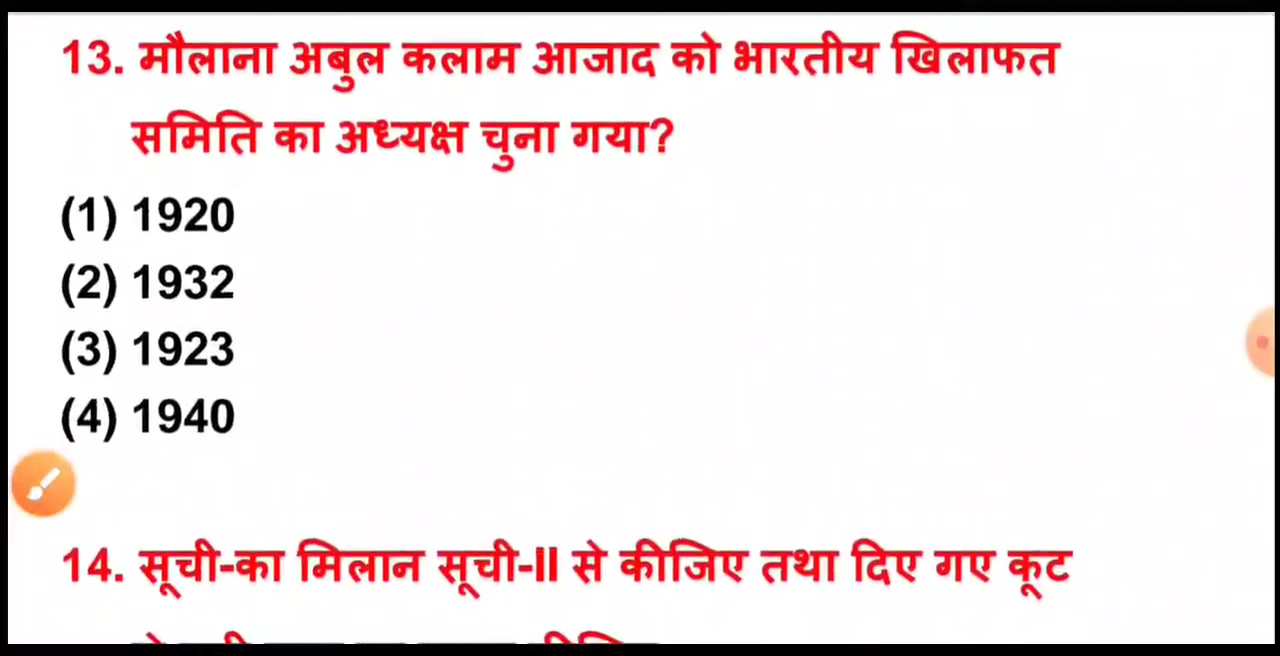 13. मौलाना अबुल कलाम आजाद को भारतीय खिलाफत
समिति का अध्यक्ष चुना गया?
(1) 1920
(2) 1932
(3) 1923
(4) 1940
14. सूची-का मिलान सूची-II से कीजिए तथा दिए गए कूट